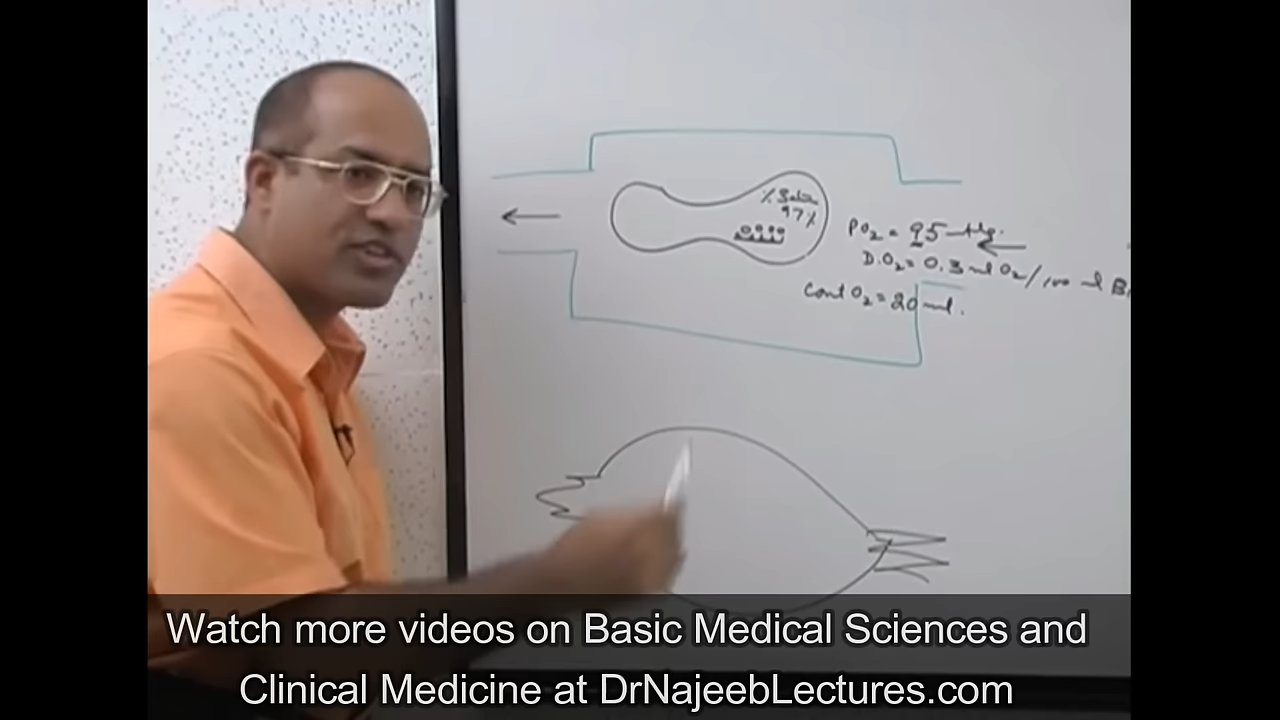 % Satu
97%
PO₂ = 95 mmHg.
D.O₂ = 0.3 ml O₂/100 ml
Cont O₂ = 20 ml.
Watch more videos on Basic Medical Sciences and
Clinical Medicine at DrNajeebLectures.com